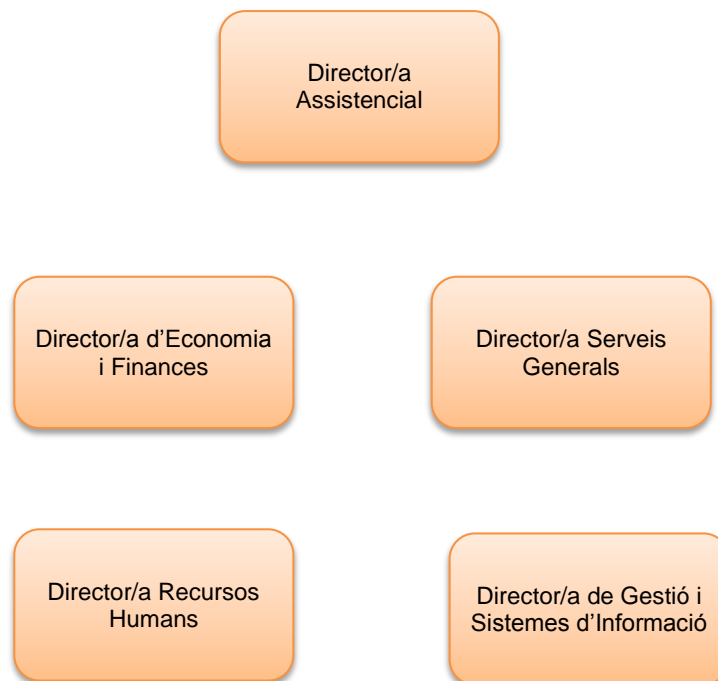 Director/a
Assistencial
Director/a d’Economia
i Finances
Director/a Serveis
Generals
Director/a Recursos
Humans
Director/a de Gestió i
Sistemes d’Informació